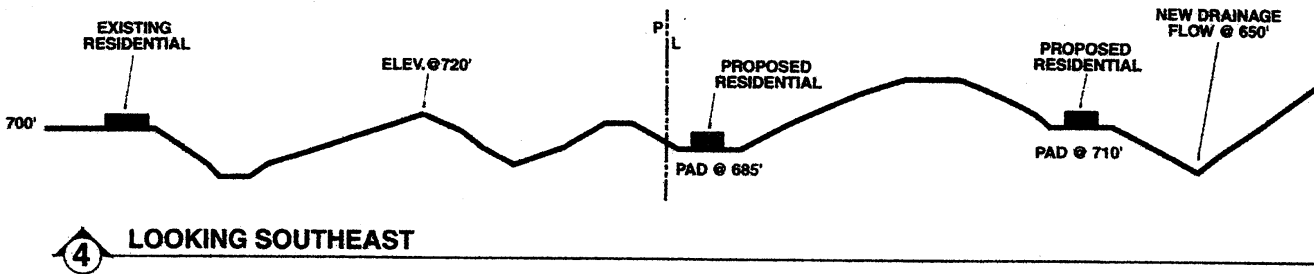 EXISTING
RESIDENTIAL
ELEV.@720'
P
L
PROPOSED
RESIDENTIAL
PROPOSED
RESIDENTIAL
NEW DRAINAGE
FLOW @ 650'
700'
PAD @ 685'
PAD @ 710'
4 LOOKING SOUTHEAST